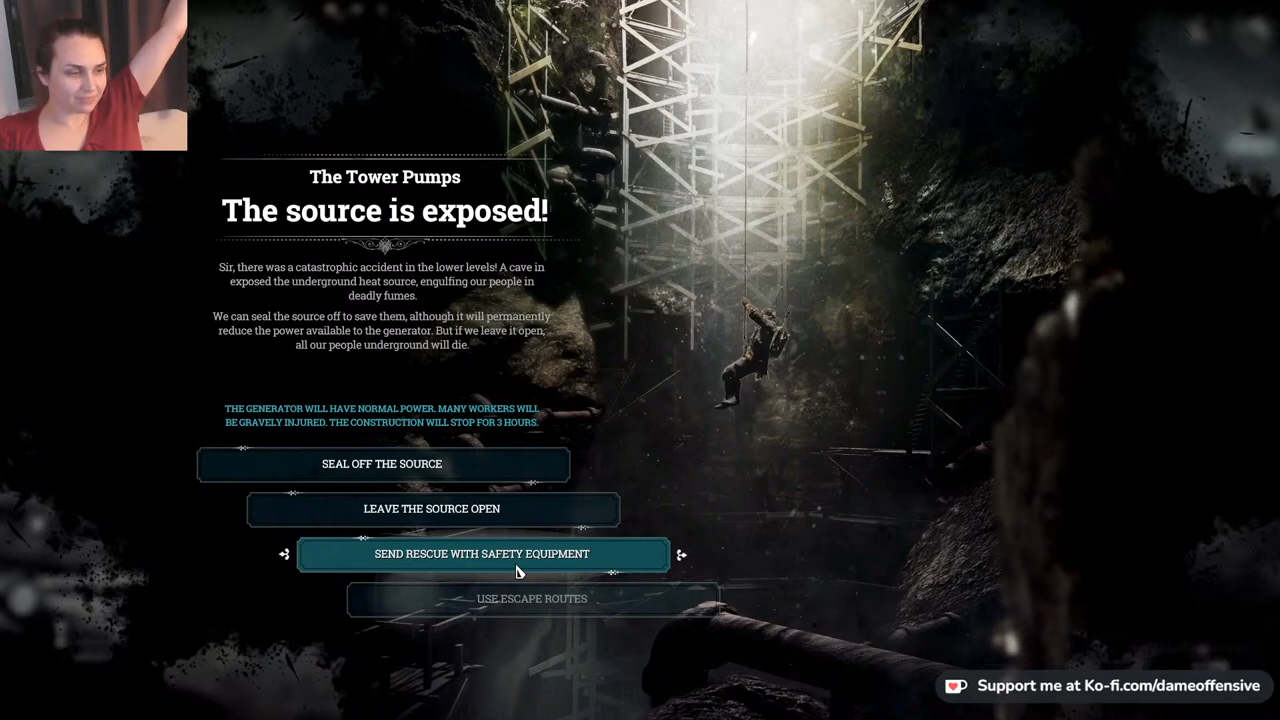 The Tower Pumps
The source is exposed!
Sir, there was a catastrophic accident in the lower levels! A cave in
exposed the underground heat source, engulfing our people in
deadly fumes.
We can seal the source off to save them, although it will permanently
reduce the power available to the generator. But if we leave it open,
all our people underground will die.
THE GENERATOR WILL HAVE NORMAL POWER. MANY WORKERS WILL
BE GRAVELY INJURED. THE CONSTRUCTION WILL STOP FOR 3 HOURS.
SEAL OFF THE SOURCE
LEAVE THE SOURCE OPEN
SEND RESCUE WITH SAFETY EQUIPMENT
USE ESCAPE ROUTES
Support me at Ko-fi.com/dameoffensive